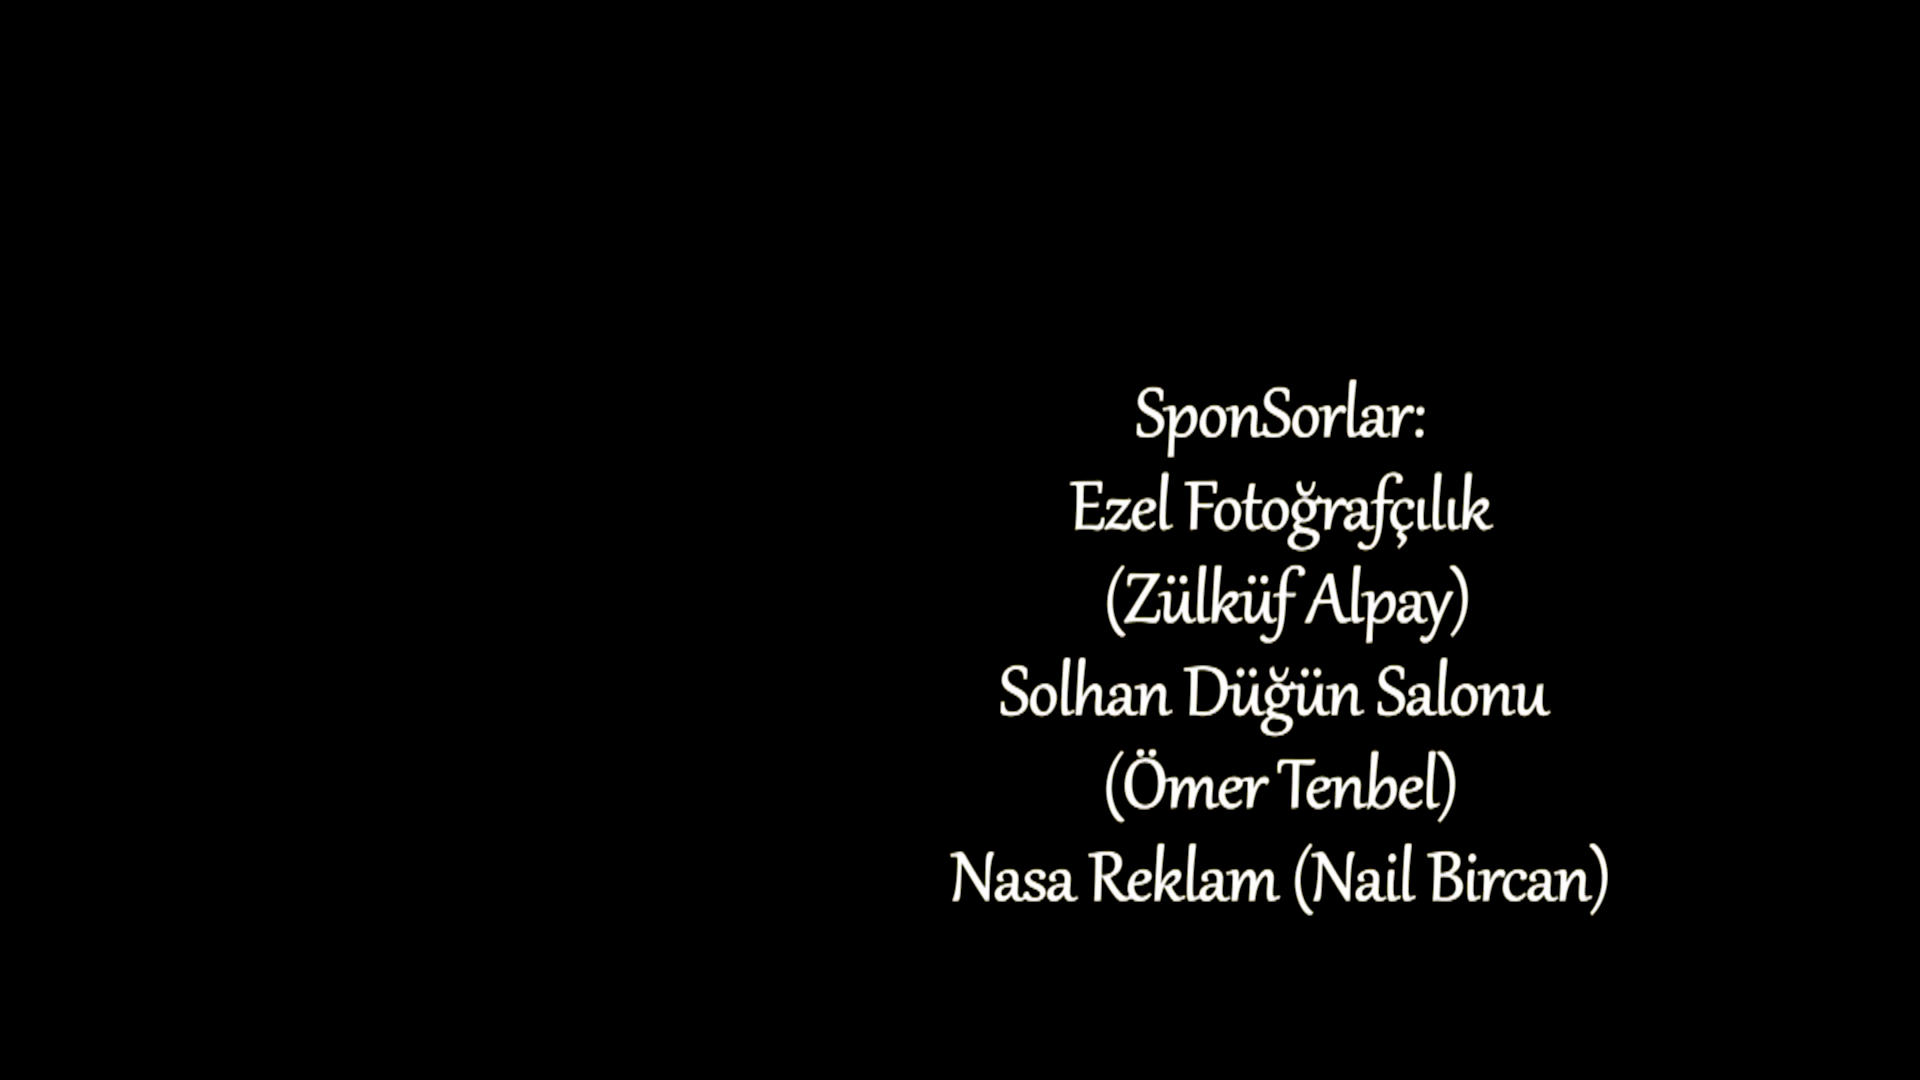 SponSorlar:
Ezel Fotoğrafçılık
(Zülküf Alpay)
Solhan Düğün Salonu
(Ömer Tenbel)
Nasa Reklam (Nail Bircan)